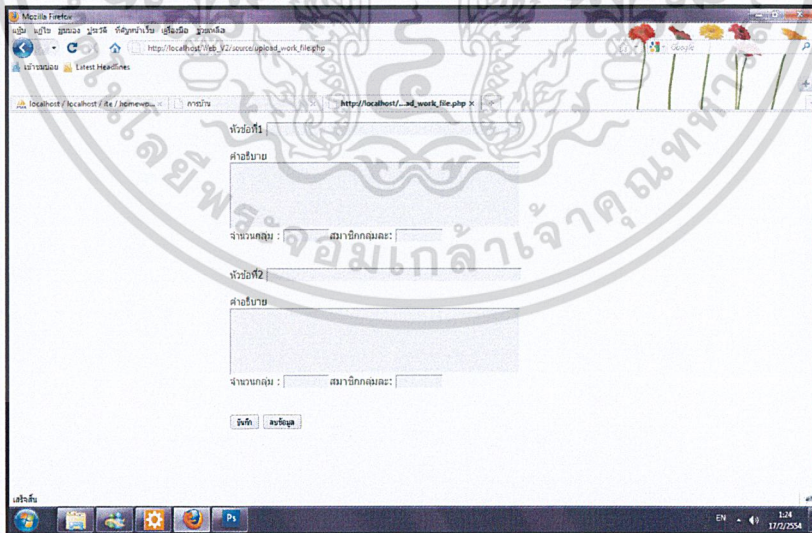 Mozilla Firefox
แฟ้ม แก้ไข มุมมอง ประวัติ ที่คั่นหน้าเว็บ เครื่องมือ ช่วยเหลือ
http://localhost/Web_V2/source/upload_work_file.php
Google
เข้าชมบ่อย Latest Headlines
localhost / localhost / ite / homewo... การบ้าน http://localhost/...ad_work_file.php
หัวข้อที่1
คำอธิบาย
จำนวนกลุ่ม : สมาชิกกลุ่มละ:
หัวข้อที่2
คำอธิบาย
จำนวนกลุ่ม : สมาชิกกลุ่มละ:
บันทึก ลบข้อมูล
เสร็จสิ้น
Ps EN 1:24
17/2/2554